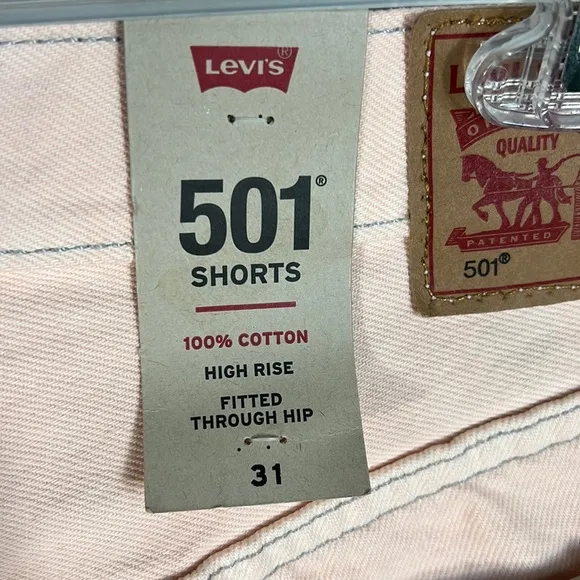 LEVI'S®
501®
SHORTS
100% COTTON
HIGH RISE
FITTED
THROUGH HIP
31
QUALITY
PATENTED
501®